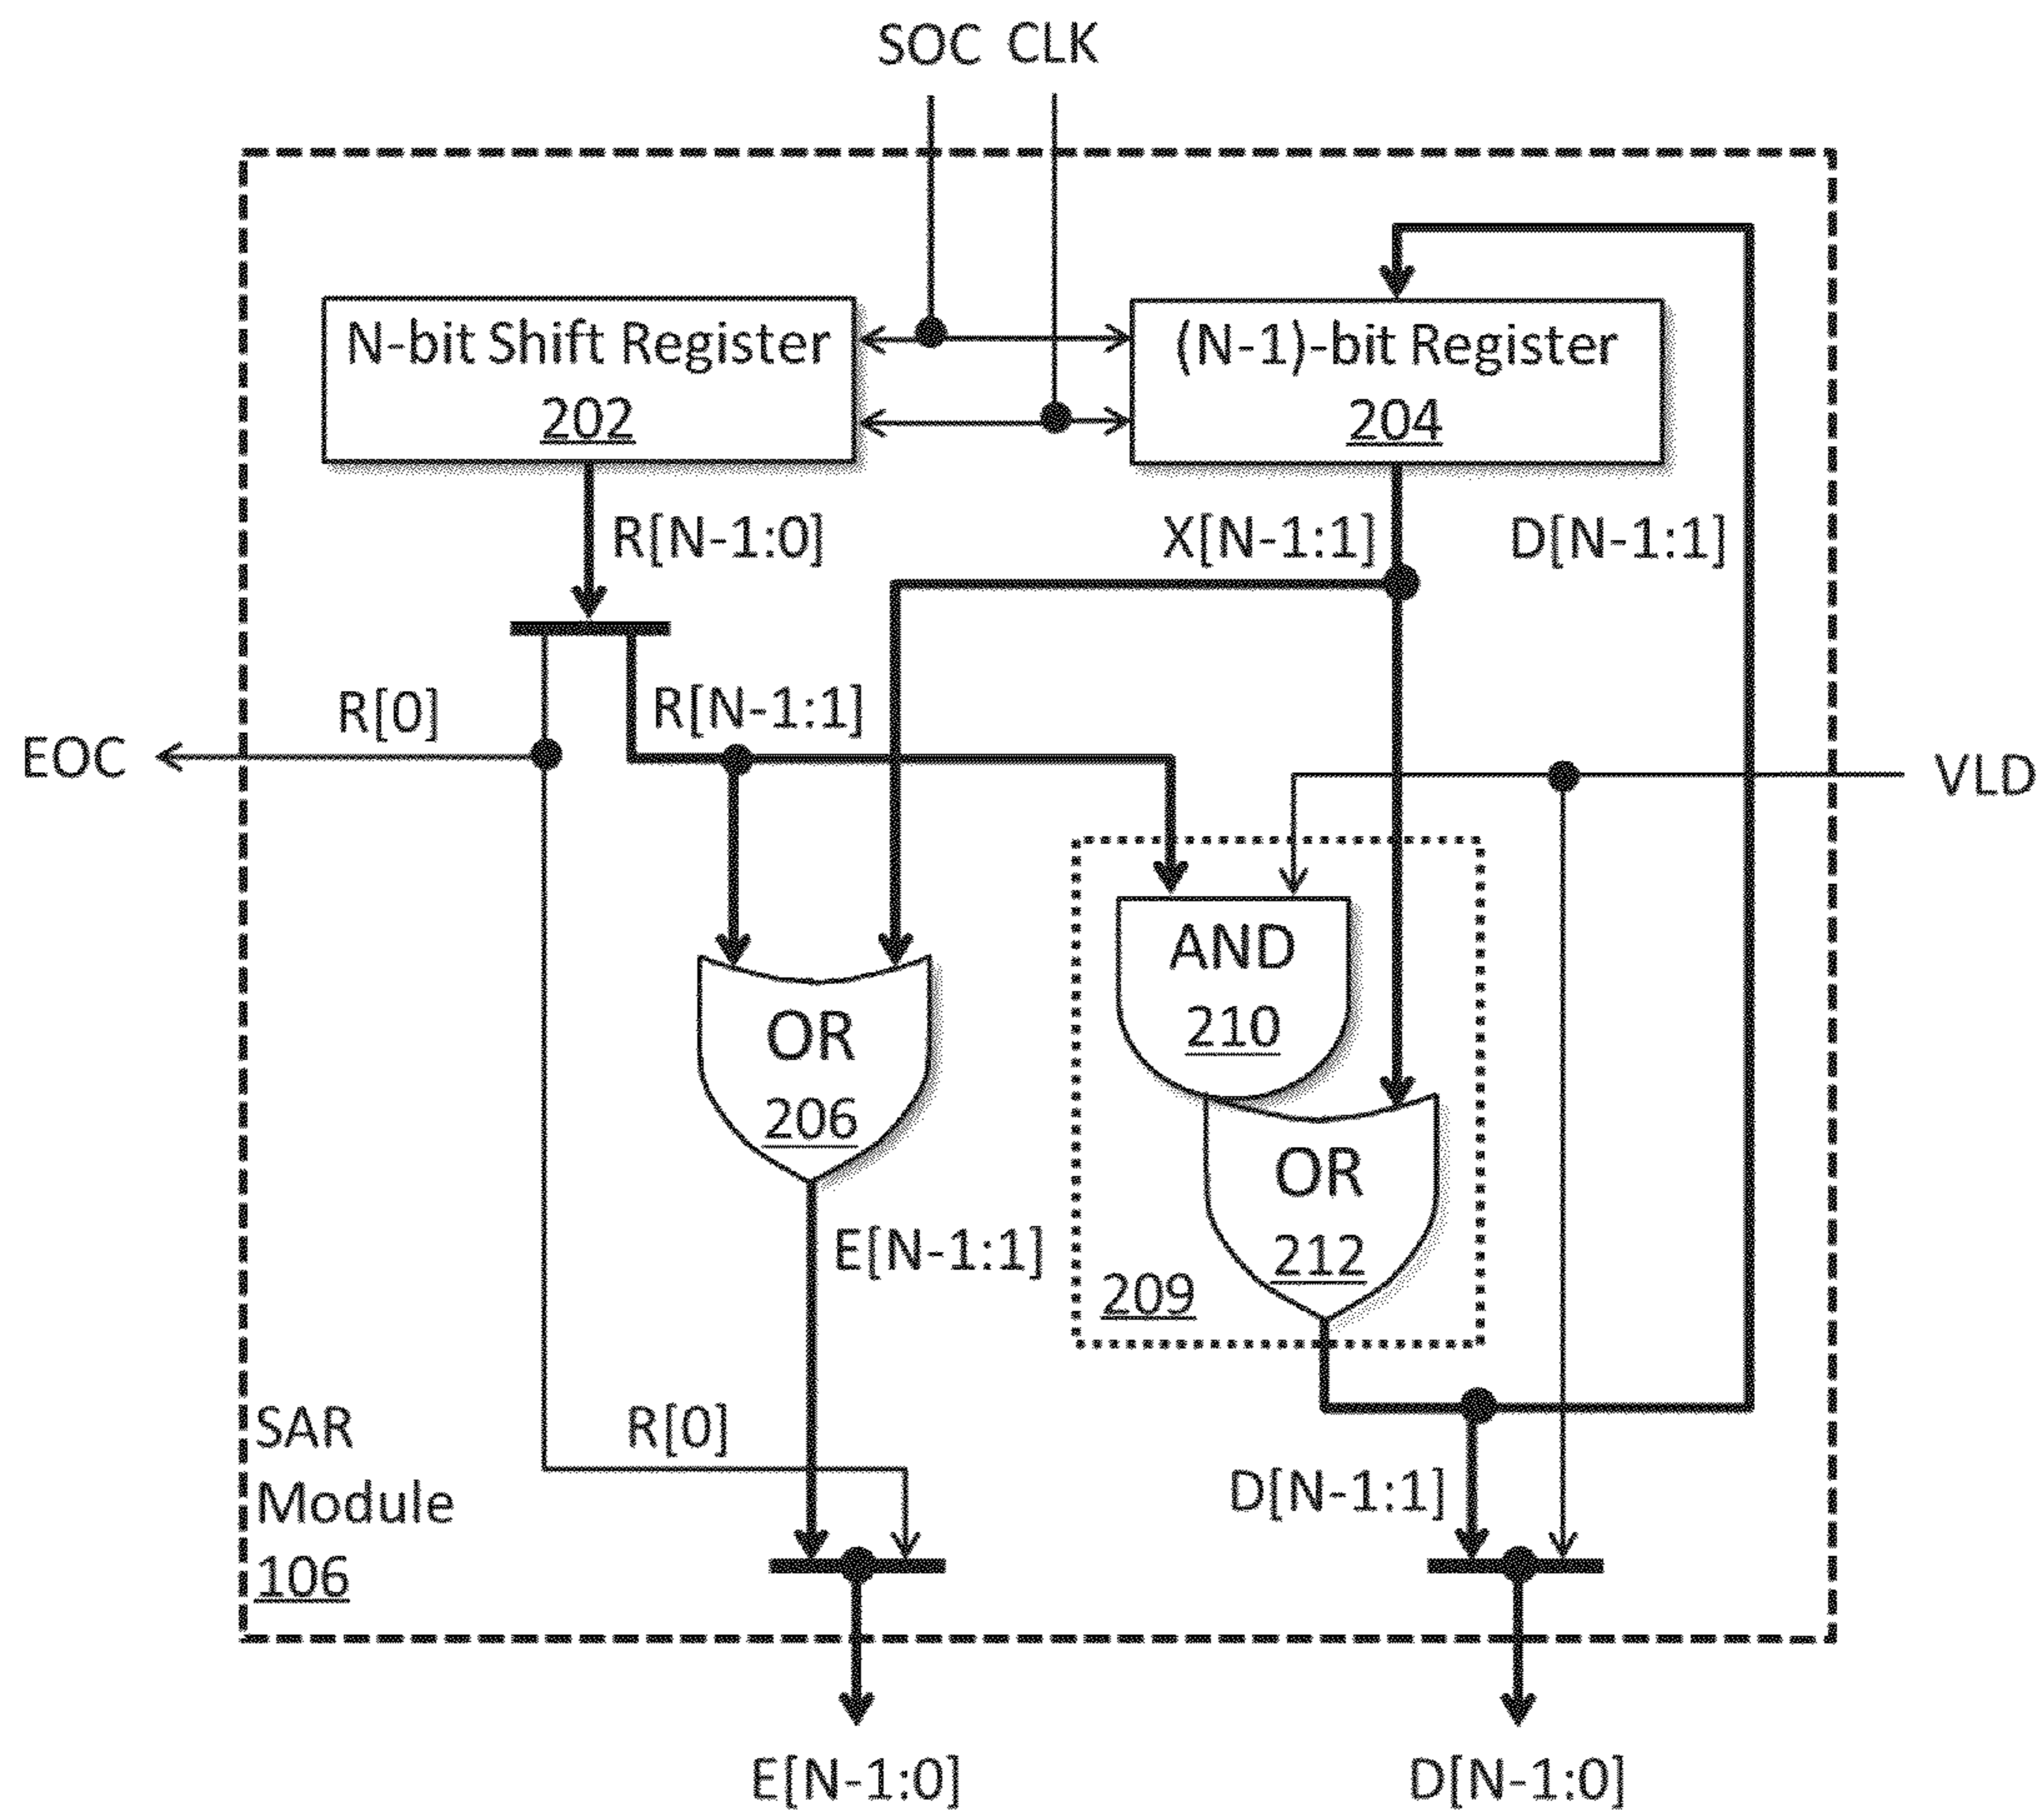 SOC CLK
N-bit Shift Register
202
(N-1)-bit Register
204
R[N-1:0]
X[N-1:1]
D[N-1:1]
R[0]
R[N-1:1]
EOC
VLD
AND
210
OR
206
OR
212
209
E[N-1:1]
R[0]
D[N-1:1]
SAR
Module
106
E[N-1:0]
D[N-1:0]